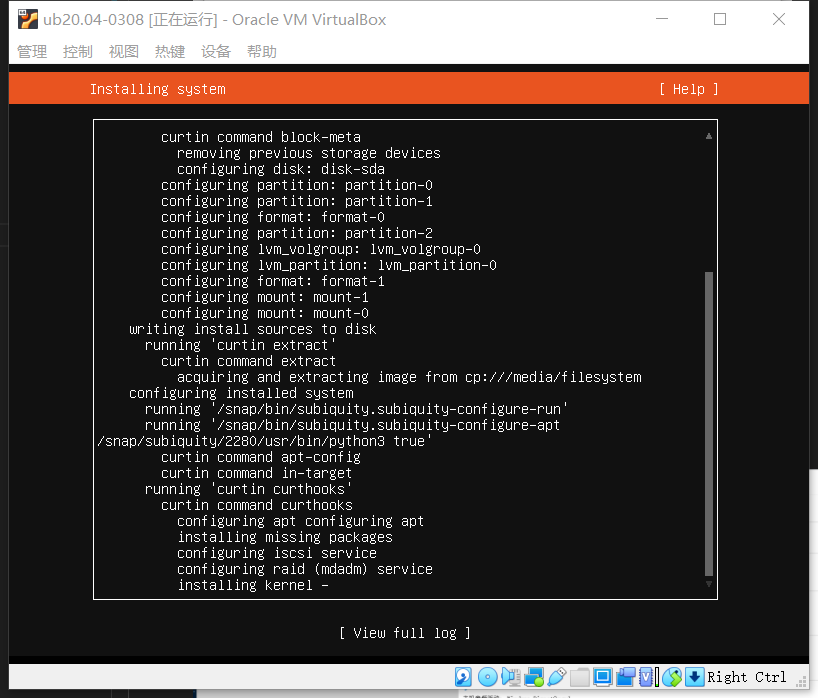 ub20.04-0308 [正在运行] - Oracle VM VirtualBox
管理 控制 视图 热键 设备 帮助
Installing system [ Help ]
curtin command block-meta
removing previous storage devices
configuring disk: disk-sda
configuring partition: partition-0
configuring partition: partition-1
configuring format: format-0
configuring partition: partition-2
configuring lvm_volgroup: lvm_volgroup-0
configuring lvm_partition: lvm_partition-0
configuring format: format-1
configuring mount: mount-1
configuring mount: mount-0
writing install sources to disk
running 'curtin extract'
curtin command extract
acquiring and extracting image from cp:///media/filesystem
configuring installed system
running '/snap/bin/subiquity.subiquity-configure-run'
running '/snap/bin/subiquity.subiquity-configure-apt
/snap/subiquity/2280/usr/bin/python3 true'
curtin command apt-config
curtin command in-target
running 'curtin curthooks'
curtin command curthooks
configuring apt configuring apt
installing missing packages
configuring iscsi service
configuring raid (mdadm) service
installing kernel -
[ View full log ]
Right Ctrl